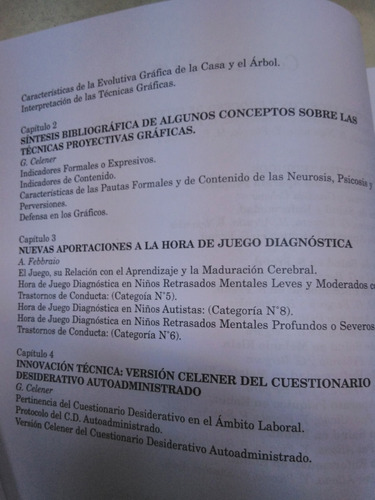 Características de la Evolutiva Gráfica de la Casa y el Árbol.
Interpretación de las Técnicas Gráficas.
Capítulo 2
SÍNTESIS BIBLIOGRÁFICA DE ALGUNOS CONCEPTOS SOBRE LAS
TÉCNICAS PROYECTIVAS GRÁFICAS.
G. Celener
Indicadores Formales o Expresivos.
Indicadores de Contenido.
Características de las Pautas Formales y de Contenido de las Neurosis, Psicosis y
Perversiones.
Defensa en los Gráficos.
Capítulo 3
NUEVAS APORTACIONES A LA HORA DE JUEGO DIAGNÓSTICA
A. Febbraio
El Juego, su Relación con el Aprendizaje y la Maduración Cerebral.
Hora de Juego Diagnóstica en Niños Retrasados Mentales Leves y Moderados
Trastornos de Conducta: (Categoía N°5).
Hora de Juego Diagnóstica en Niños Autistas: (Categoría N°8).
Hora de Juego Diagnóstica en Niños Retrasados Mentales Profundos o Severos
Trastornos de Conducta: (Categoría N°6).
Capítulo 4
INNOVACIÓN TÉCNICA: VERSIÓN CELENER DEL CUESTIONARIO
DESIDERATIVO AUTOADMINISTRADO
G. Celener
Pertinencia del Cuestionario Desiderativo en el Ámbito Laboral.
Protocolo del C.D. Autoadministrado.
Versión Celener del Cuestionario Desiderativo Autoadministrado.